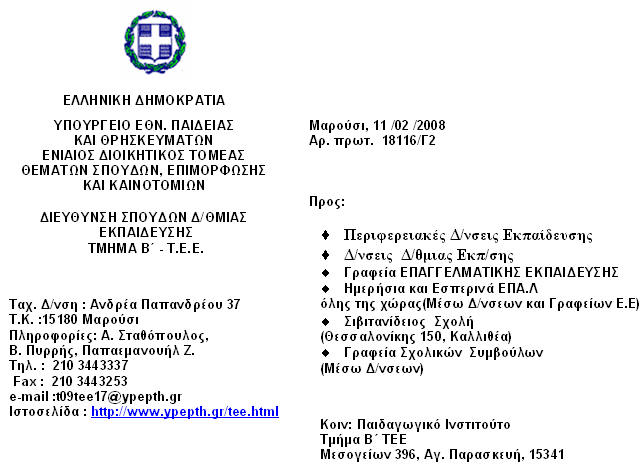 ΕΛΛΗΝΙΚΗ ΔΗΜΟΚΡΑΤΙΑ
ΥΠΟΥΡΓΕΙΟ ΕΘΝ. ΠΑΙΔΕΙΑΣ
ΚΑΙ ΘΡΗΣΚΕΥΜΑΤΩΝ
ΕΝΙΑΙΟΣ ΔΙΟΙΚΗΤΙΚΟΣ ΤΟΜΕΑΣ
ΘΕΜΑΤΩΝ ΣΠΟΥΔΩΝ, ΕΠΙΜΟΡΦΩΣΗΣ
ΚΑΙ ΚΑΙΝΟΤΟΜΙΩΝ
ΔΙΕΥΘΥΝΣΗ ΣΠΟΥΔΩΝ Δ/ΘΜΙΑΣ
ΕΚΠΑΙΔΕΥΣΗΣ
ΤΜΗΜΑ Β΄ - Τ.Ε.Ε.
Ταχ. Δ/νση : Ανδρέα Παπανδρέου 37
Τ.Κ. :15180 Μαρούσι
Πληροφορίες: Α. Σταθόπουλος,
Β. Πυρρής, Παπαεμανουήλ Ζ.
Τηλ. : 210 3443337
Fax : 210 3443253
e-mail :t09tee17@ypepth.gr
Ιστοσελίδα : http://www.ypepth.gr/tee.html
Μαρούσι, 11 /02 /2008
Αρ. πρωτ. 18116/Γ2
Προς:
♦ Περιφερειακές Δ/νσεις Εκπαίδευσης
♦ Δ/νσεις Δ/θμιας Εκπ/σης
♦ Γραφεία ΕΠΑΓΓΕΛΜΑΤΙΚΗΣ ΕΚΠΑΙΔΕΥΣΗΣ
♦ Ημερήσια και Εσπερινά ΕΠΑ.Λ
όλης της χώρας(Μέσω Δ/νσεων και Γραφείων Ε.Ε)
♦ Σιβιτανίδειος Σχολή
(Θεσσαλονίκης 150, Καλλιθέα)
♦ Γραφεία Σχολικών Συμβούλων
(Μέσω Δ/νσεων)
Κοιν: Παιδαγωγικό Ινσιτούτο
Τμήμα Β΄ ΤΕΕ
Μεσογείων 396, Αγ. Παρασκευή, 15341